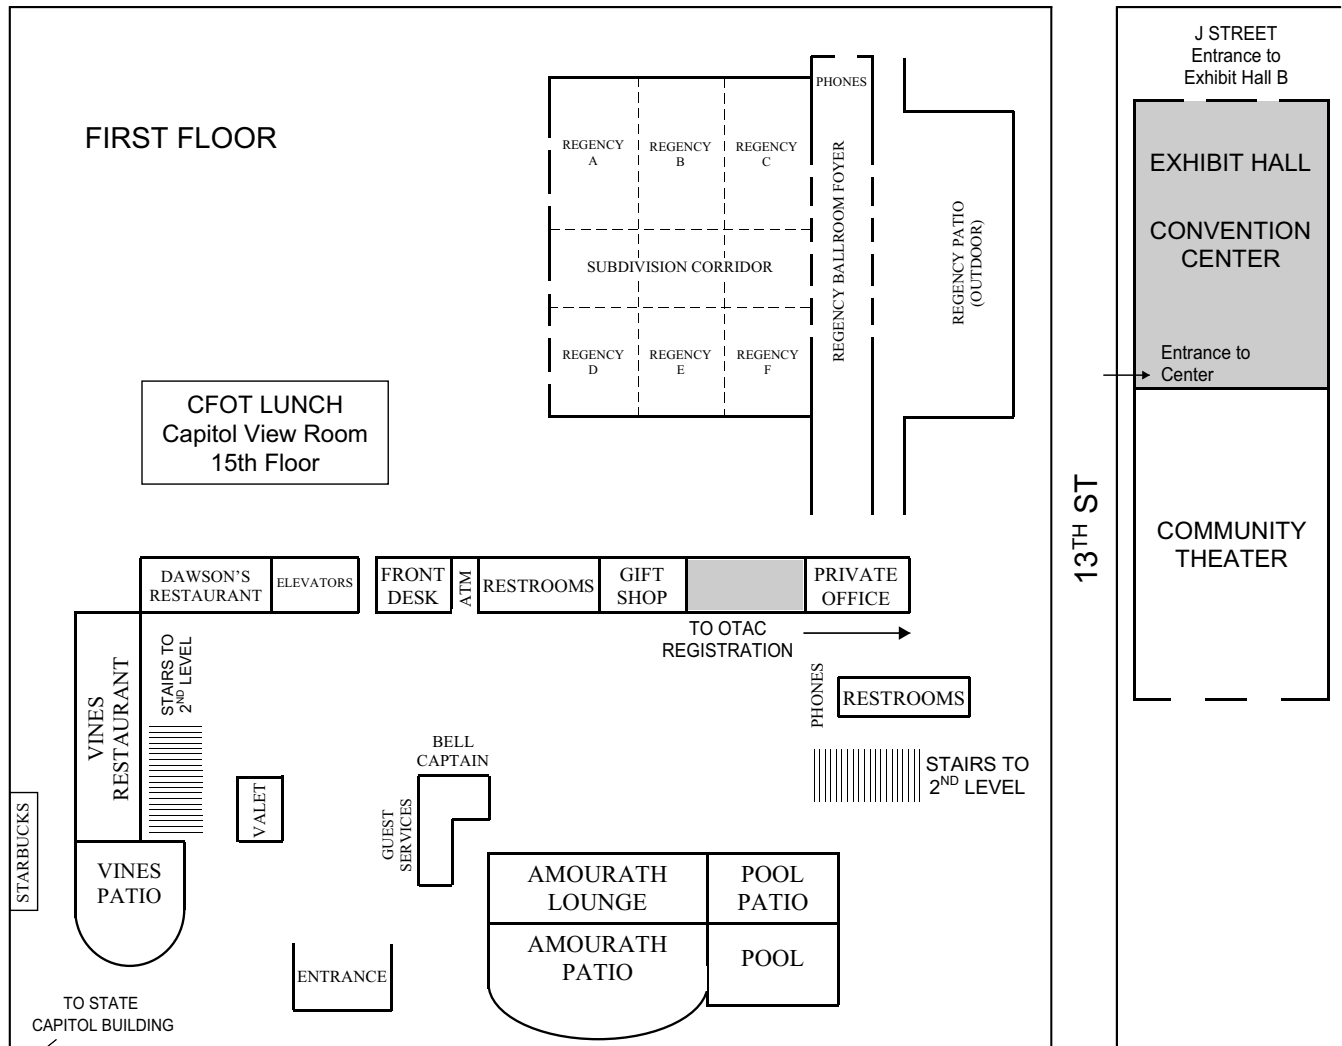 J STREET
Entrance to
Exhibit Hall B
FIRST FLOOR
PHONES
REGENCY
A
REGENCY
B
REGENCY
C
SUBDIVISION CORRIDOR
REGENCY
D
REGENCY
E
REGENCY
F
REGENCY BALLROOM FOYER
REGENCY PATIO
(OUTDOOR)
EXHIBIT HALL
CONVENTION
CENTER
Entrance to
Center
CFOT LUNCH
Capitol View Room
15th Floor
13TH ST
COMMUNITY
THEATER
DAWSON'S
RESTAURANT
ELEVATORS
FRONT
DESK
ATM
RESTROOMS
GIFT
SHOP
PRIVATE
OFFICE
TO OTAC
REGISTRATION
VINES
RESTAURANT
STAIRS TO
2ND LEVEL
PHONES
RESTROOMS
STAIRS TO
2ND LEVEL
BELL
CAPTAIN
GUEST
SERVICES
VALET
STARBUCKS
VINES
PATIO
AMOURATH
LOUNGE
POOL
PATIO
AMOURATH
PATIO
POOL
ENTRANCE
TO STATE
CAPITOL BUILDING